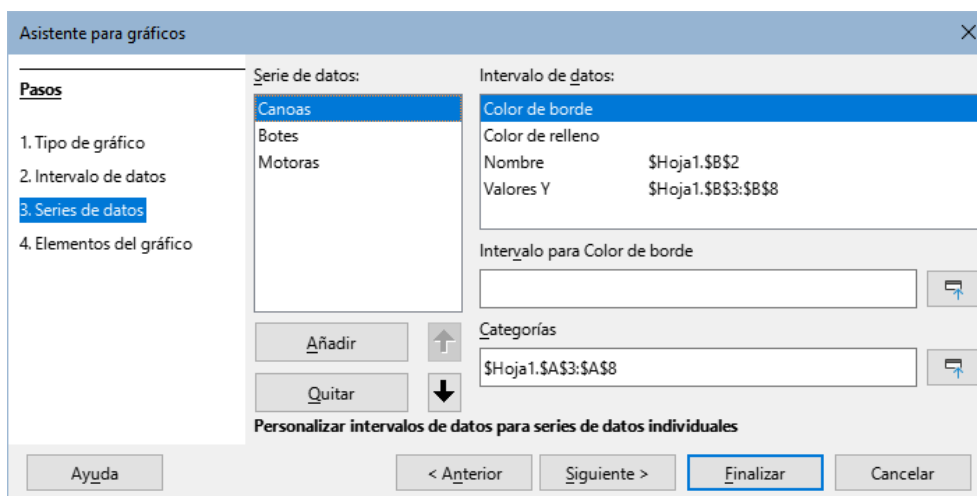 Asistente para gráficos
Pasos
1. Tipo de gráfico
2. Intervalo de datos
3. Series de datos
4. Elementos del gráfico
Serie de datos:
Canoas
Botes
Motoras
Añadir
Quitar
Intervalo de datos:
Color de borde
Color de relleno
Nombre $Hoja1.$B$2
Valores Y $Hoja1.$B$3:$B$8
Intervalo para Color de borde
Categorías
$Hoja1.$A$3:$A$8
Personalizar intervalos de datos para series de datos individuales
Ayuda < Anterior Siguiente > Finalizar Cancelar